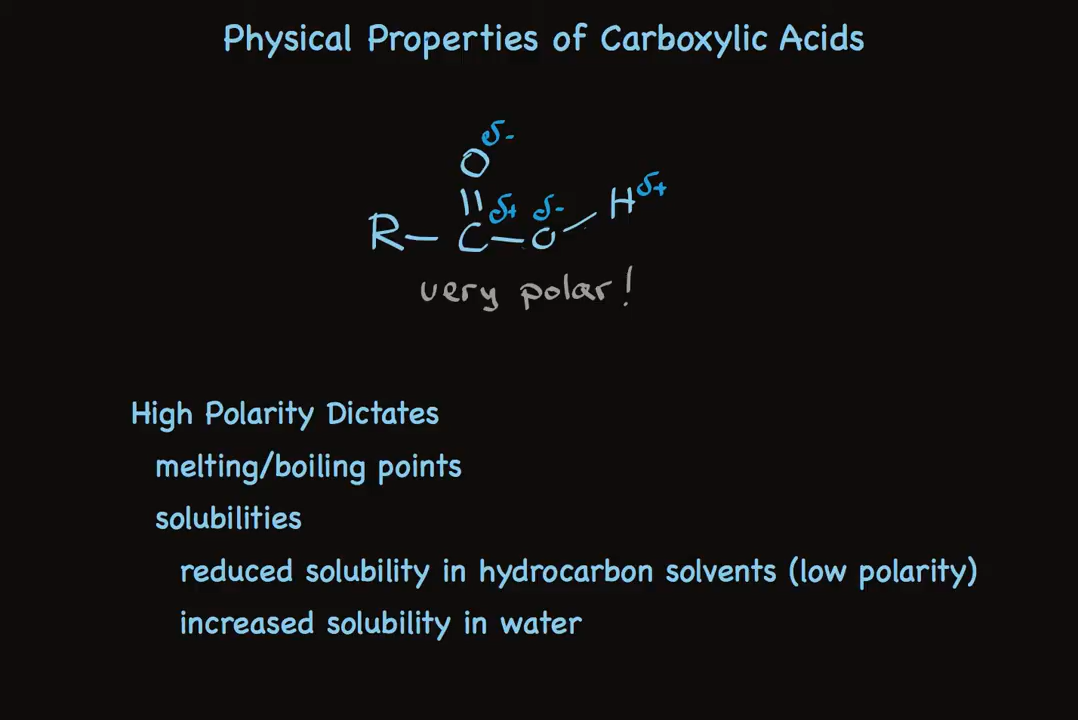 Physical Properties of Carboxylic Acids
δ-
O
δ+ δ- H δ+
R–C–O
very polar!
High Polarity Dictates
melting/boiling points
solubilities
reduced solubility in hydrocarbon solvents (low polarity)
increased solubility in water